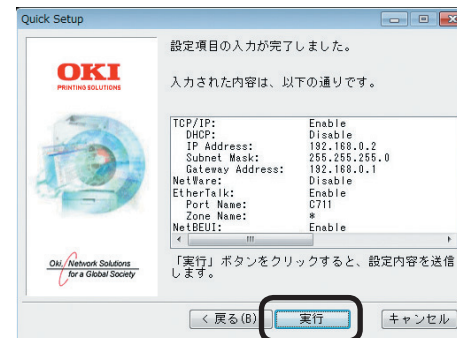 Quick Setup
OKI
PRINTING SOLUTIONS
設定項目の入力が完了しました。
入力された内容は、以下の通りです。
TCP/IP: Enable
DHCP: Disable
IP Address: 192.168.0.2
Subnet Mask: 255.255.255.0
Gateway Address: 192.168.0.1
NetWare: Disable
EtherTalk: Enable
Port Name: C711
Zone Name: *
NetBEUI: Enable
Oki, Network Solutions
for a Global Society
「実行」ボタンをクリックすると、設定内容を送信
します。
< 戻る(B)
実行
キャンセル